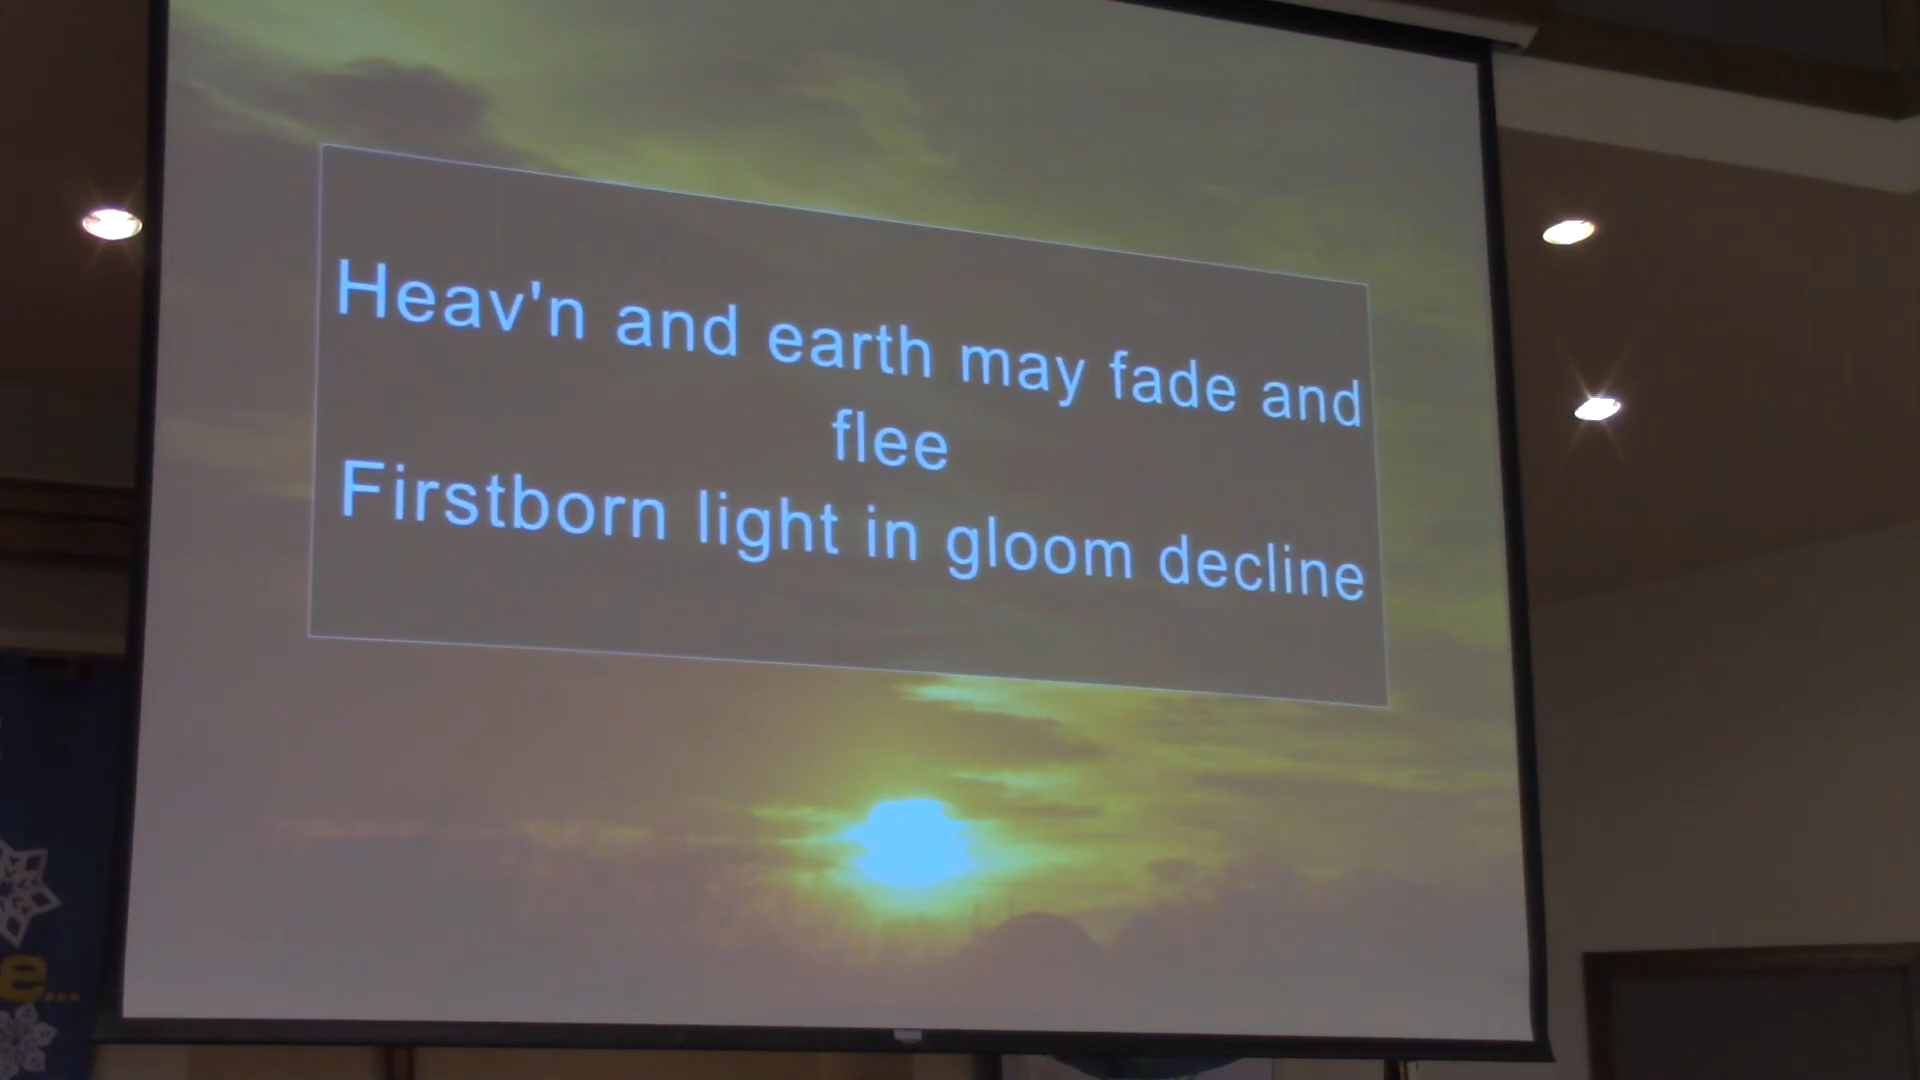 Heav'n and earth may fade and
flee
Firstborn light in gloom decline
e...